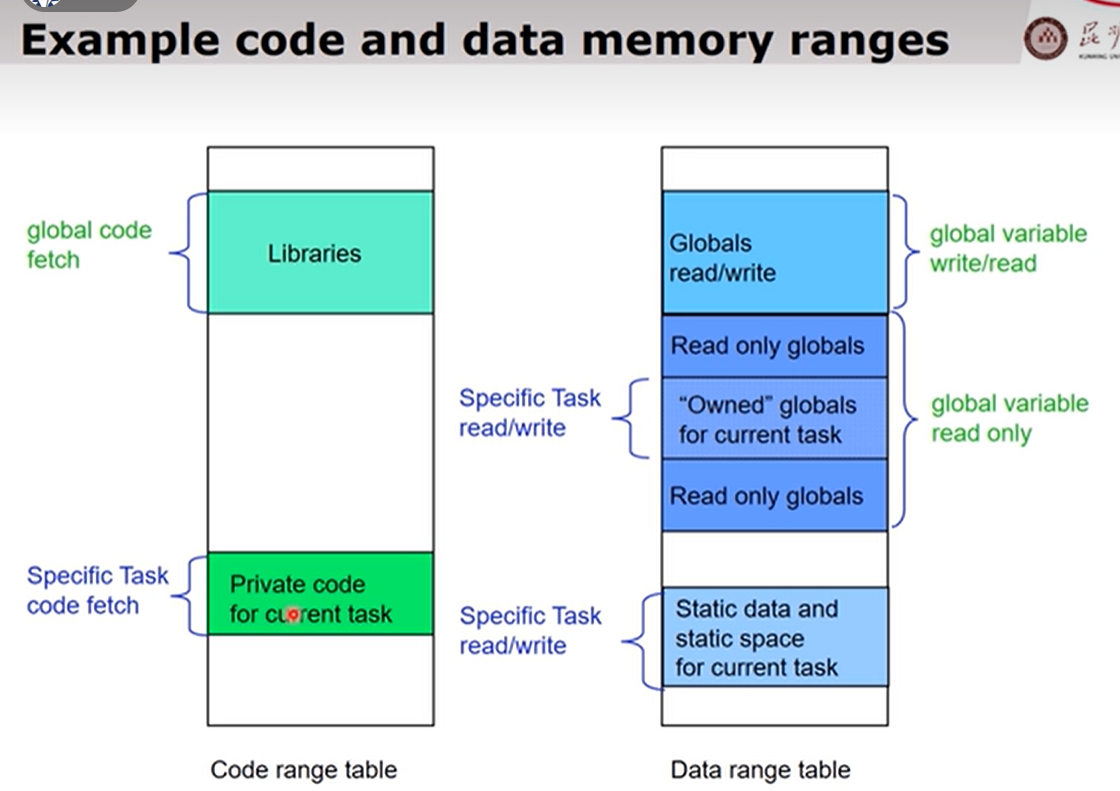 Example code and data memory ranges
global code
fetch
Libraries
Specific Task
code fetch
Private code
for current task
Code range table
Globals
read/write
global variable
write/read
Read only globals
Specific Task
read/write
“Owned” globals
for current task
global variable
read only
Read only globals
Specific Task
read/write
Static data and
static space
for current task
Data range table